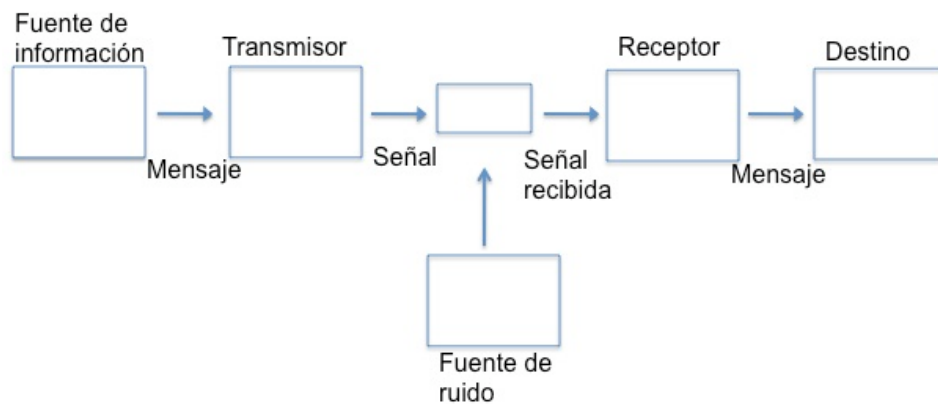 Fuente de
información
Transmisor
Receptor
Destino
Mensaje
Señal
Señal
recibida
Mensaje
Fuente de
ruido